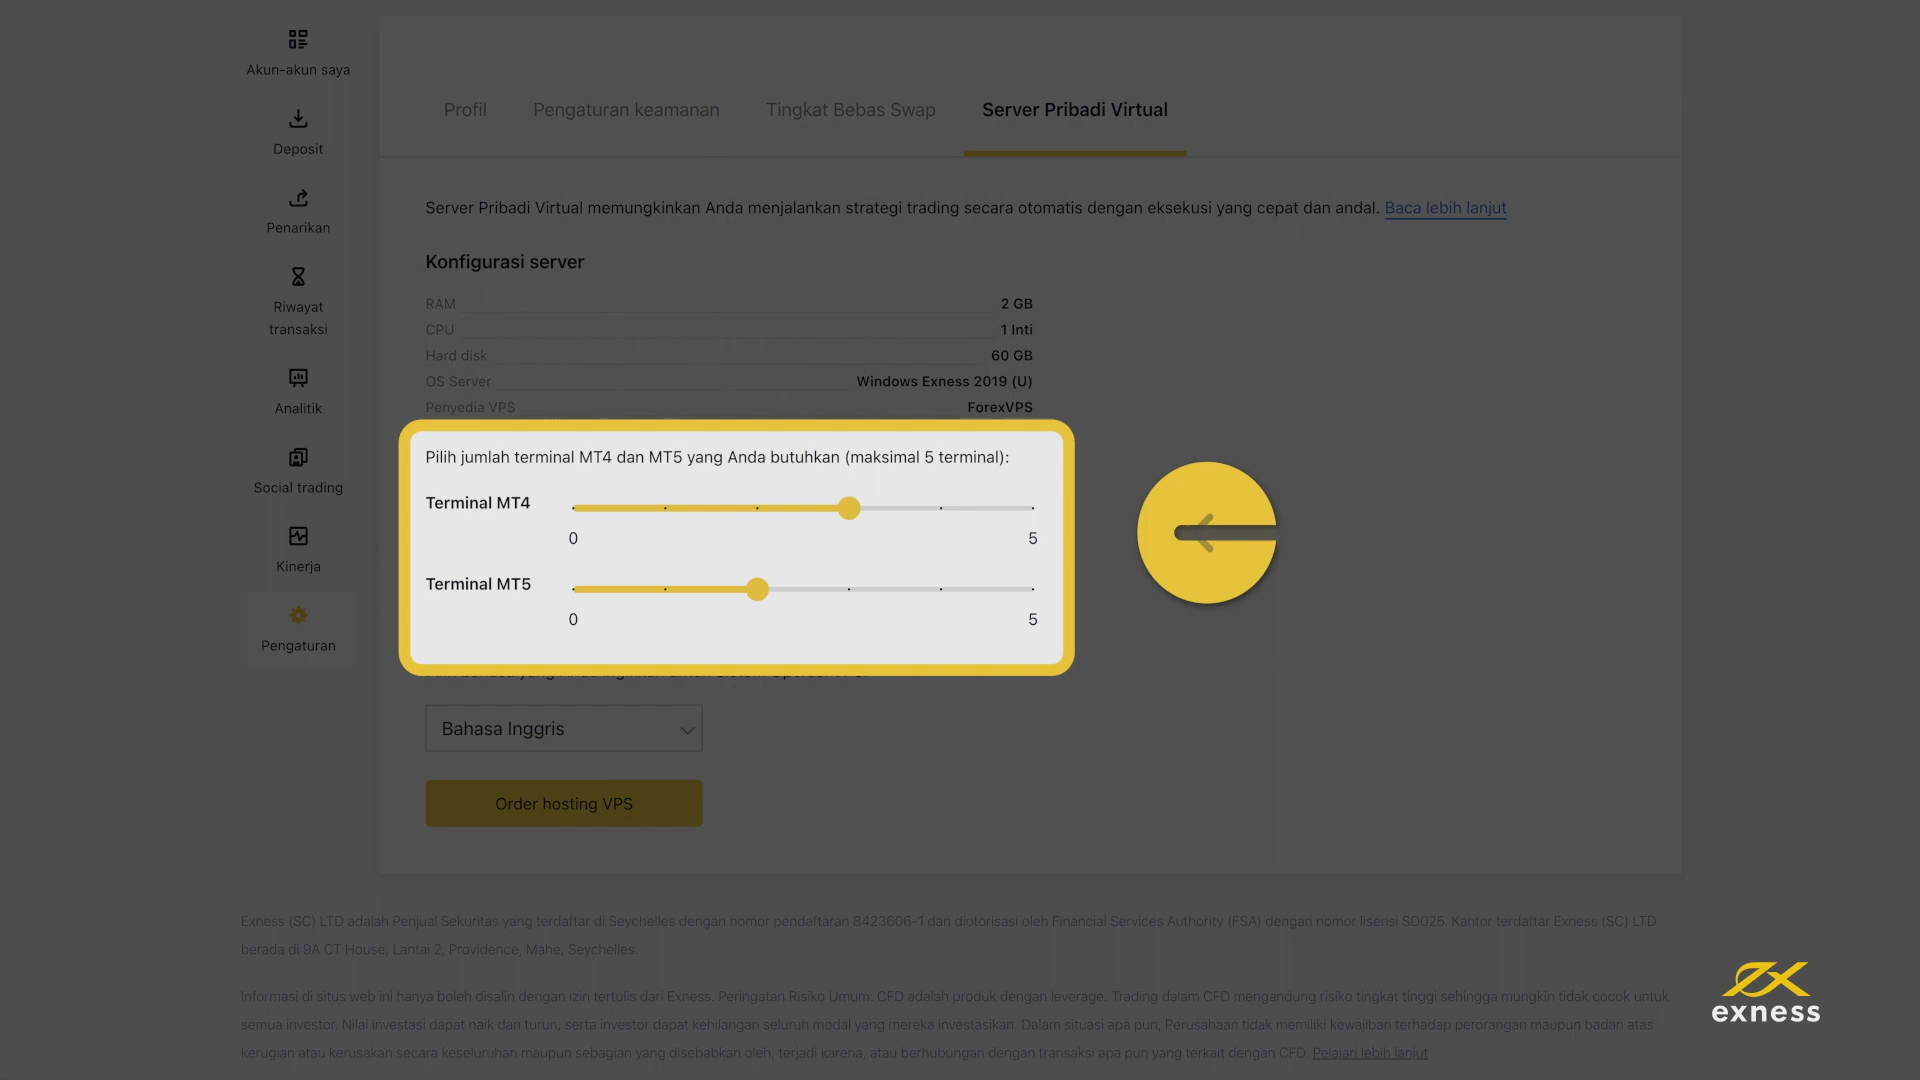 Akun-akun saya
Deposit
Penarikan
Riwayat
transaksi
Analitik
Social trading
Kinerja
Pengaturan
Profil Pengaturan keamanan Tingkat Bebas Swap Server Pribadi Virtual
Server Pribadi Virtual memungkinkan Anda menjalankan strategi trading secara otomatis dengan eksekusi yang cepat dan andal. Baca lebih lanjut
Konfigurasi server
RAM 2 GB
CPU 1 Inti
Hard disk 60 GB
OS Server Windows Exness 2019 (U)
Penyedia VPS ForexVPS
Pilih jumlah terminal MT4 dan MT5 yang Anda butuhkan (maksimal 5 terminal):
Terminal MT4
0 5
Terminal MT5
0 5
Bahasa Inggris
Order hosting VPS
Exness (SC) LTD adalah Penjual Sekuritas yang terdaftar di Seychelles dengan nomor pendaftaran 8423606-1 dan diotorisasi oleh Financial Services Authority (FSA) dengan nomor lisensi SD025. Kantor terdaftar Exness (SC) LTD
berada di 9A CT House, Lantai 2, Providence, Mahe, Seychelles.
Informasi di situs web ini hanya boleh disalin dengan izin tertulis dari Exness. Peringatan Risiko Umum: CFD adalah produk dengan leverage. Trading dalam CFD mengandung risiko tingkat tinggi sehingga mungkin tidak cocok untuk
semua investor. Nilai investasi dapat naik dan turun, serta investor dapat kehilangan seluruh modal yang mereka investasikan. Dalam situasi apa pun, Perusahaan tidak memiliki kewajiban terhadap perorangan maupun badan atas
kerugian atau kerusakan secara keseluruhan maupun sebagian yang disebabkan oleh, terjadi karena, atau berhubungan dengan transaksi apa pun yang terkait dengan CFD. Pelajari lebih lanjut
exness